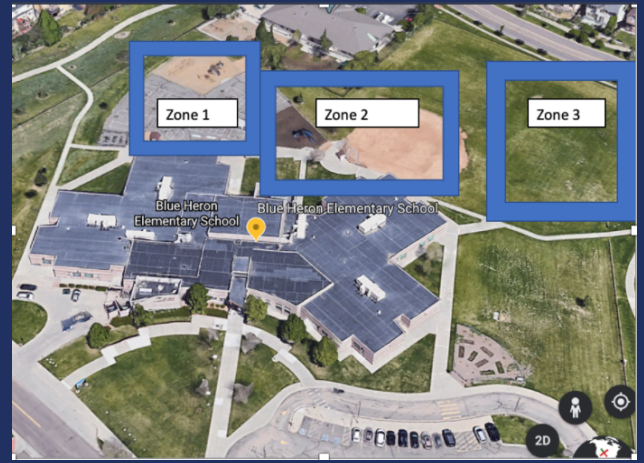 Zone 1
Zone 2
Zone 3
Blue Heron
Elementary School
Blue Heron Elementary School
2D